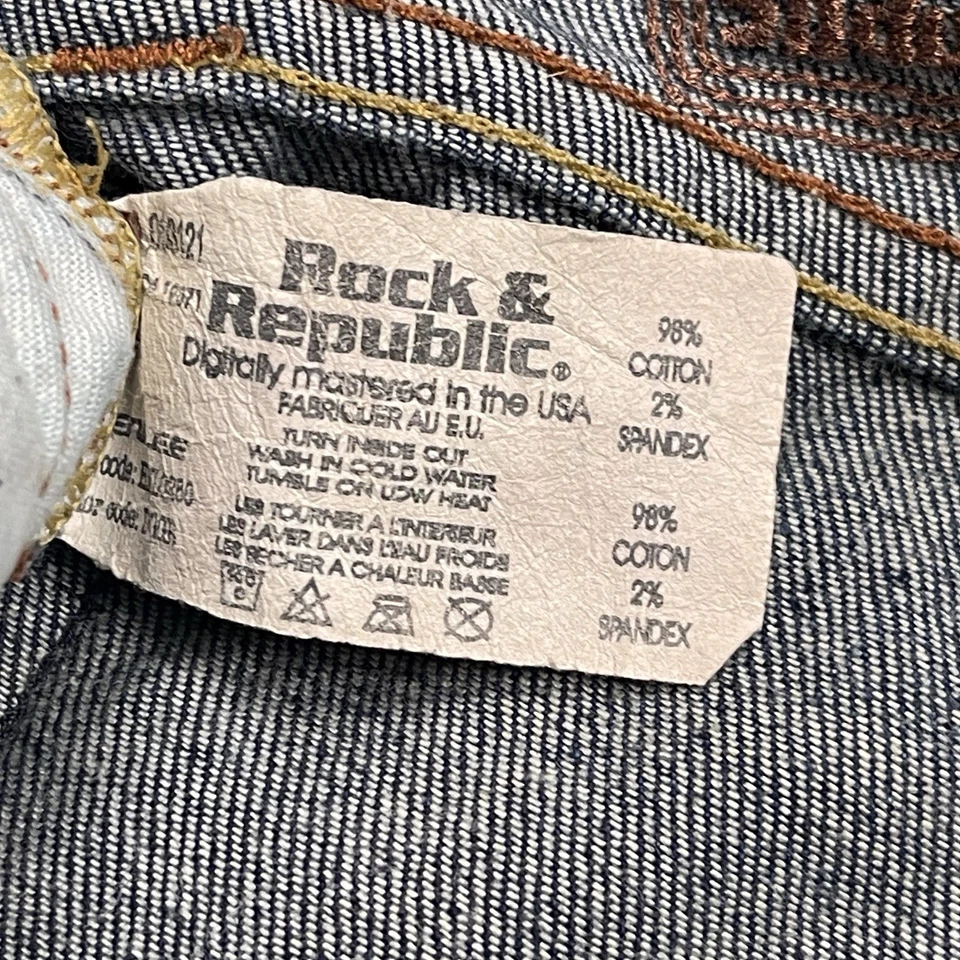 Rock &
Republic®
Digitally mastered in the USA
FABRIQUER AU E.U.
TURN INSIDE OUT
WASH IN COLD WATER
TUMBLE ON LOW HEAT
LES TOURNER A L'INTERIEUR
LES LAVER DANS L'EAU FROIDE
LES SECHER A CHALEUR BASSE
98%
COTTON
2%
SPANDEX
98%
COTON
2%
SPANDEX
code:
code: